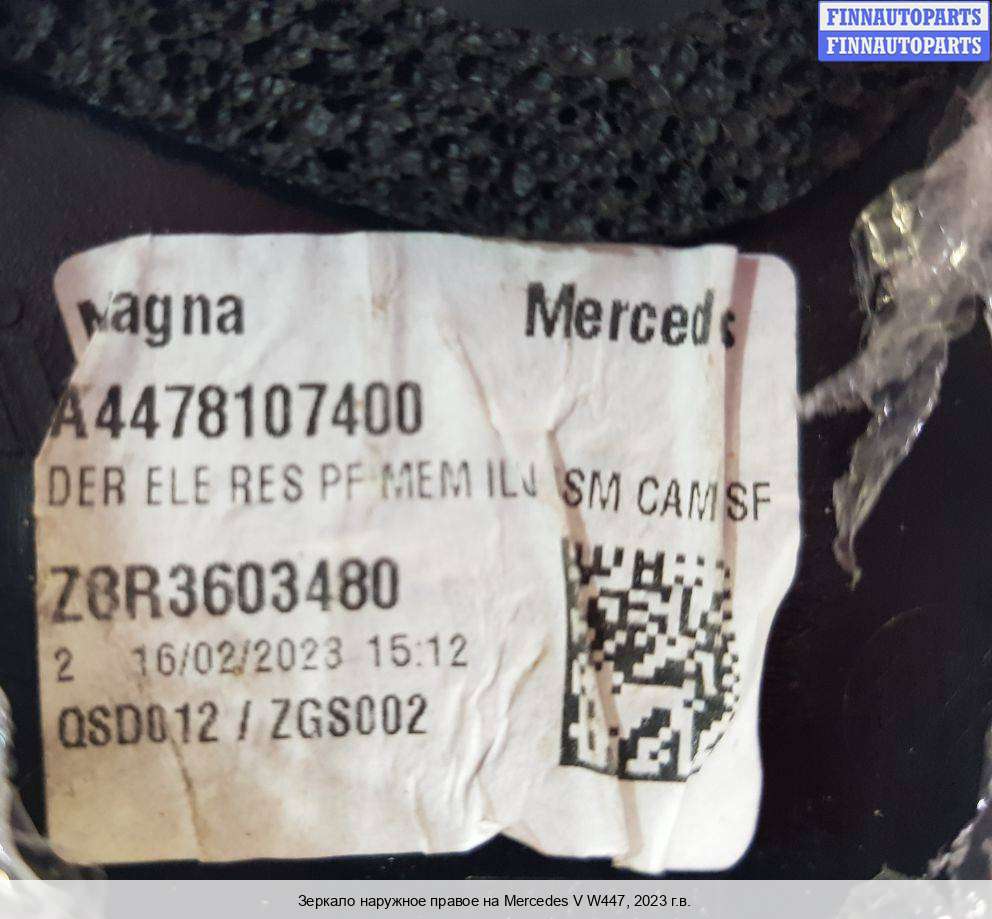 FINNAUTOPARTS
FINNAUTOPARTS
Magna Merceds
A4478107400
DER ELE RES PF MEM ILJ SM CAM SF
Z8R3603480
2 16/02/2023 15:12
QSD012 / ZGS002
Зеркало наружное правое на Mercedes V W447, 2023 г.в.